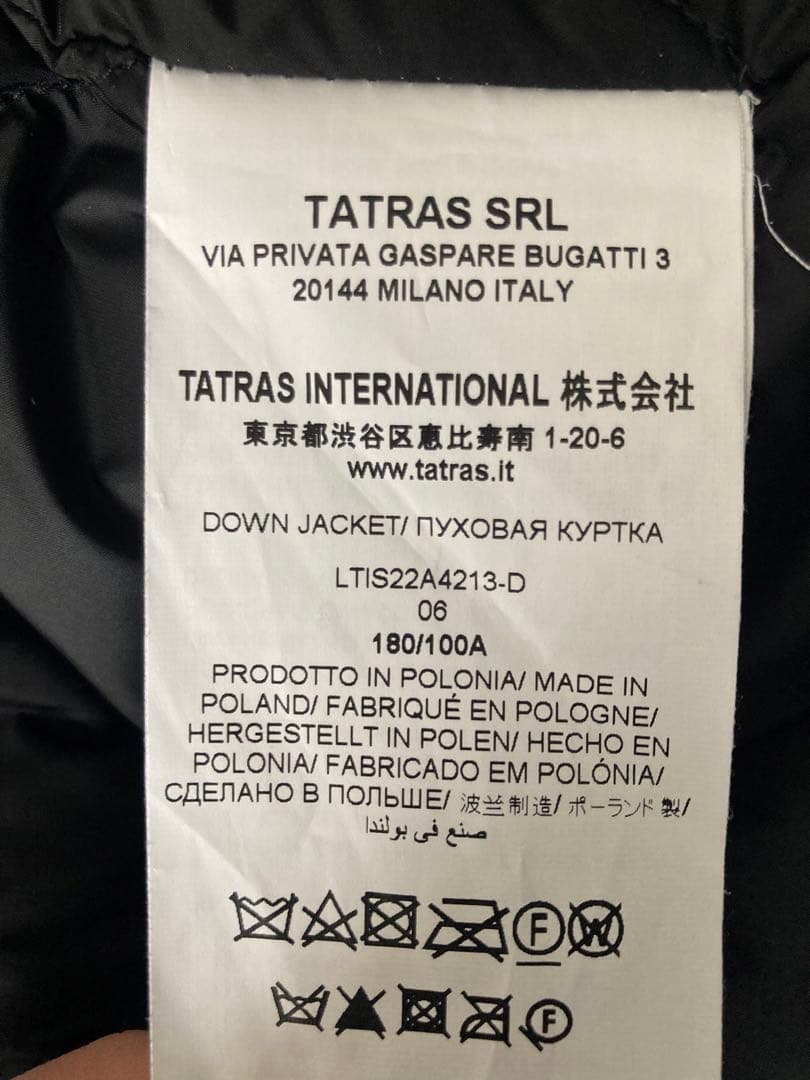 TATRAS SRL
VIA PRIVATA GASPARE BUGATTI 3
20144 MILANO ITALY
TATRAS INTERNATIONAL 株式会社
東京都渋谷区恵比寿南 1-20-6
www.tatras.it
DOWN JACKET/ ПУХОВАЯ КУРТКА
LTIS22A4213-D
06
180/100A
PRODOTTO IN POLONIA/ MADE IN
POLAND/ FABRIQUÉ EN POLOGNE/
HERGESTELLT IN POLEN/ HECHO EN
POLONIA/ FABRICADO EM POLÓNIA/
СДЕЛАНО В ПОЛЬШЕ/ 波兰制造/ ポーランド 製/
صنع في بولندا
F W
F